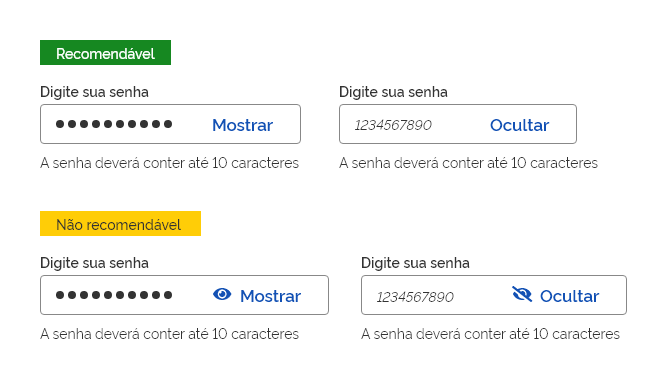 Recomendável
Digite sua senha
Digite sua senha
●●●●●●●●●● Mostrar
1234567890 Ocultar
A senha deverá conter até 10 caracteres
A senha deverá conter até 10 caracteres
Não recomendável
Digite sua senha
Digite sua senha
●●●●●●●●●● Mostrar
1234567890 Ocultar
A senha deverá conter até 10 caracteres
A senha deverá conter até 10 caracteres